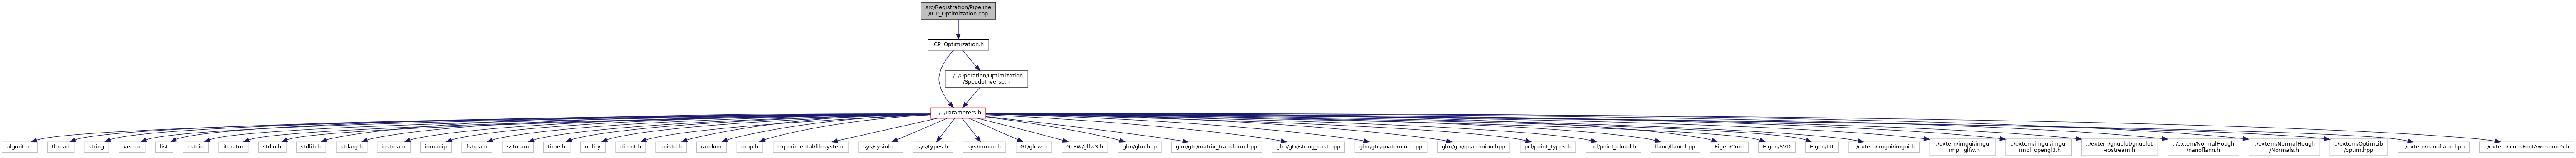 src/Registration/Pipeline
/ICP_Optimization.cpp
ICP_Optimization.h
../../Operation/Optimization
/SpeudoInverse.h
../../Parameters.h
algorithm
thread
string
vector
list
cstdio
iterator
stdio.h
stdlib.h
stdarg.h
iostream
iomanip
fstream
sstream
time.h
utility
dirent.h
unistd.h
random
omp.h
experimental/filesystem
sys/sysinfo.h
sys/types.h
sys/mman.h
GL/glew.h
GLFW/glfw3.h
glm/glm.hpp
glm/gtc/matrix_transform.hpp
glm/gtx/string_cast.hpp
glm/gtc/quaternion.hpp
glm/gtx/quaternion.hpp
pcl/point_types.h
pcl/point_cloud.h
flann/flann.hpp
Eigen/Core
Eigen/SVD
Eigen/LU
../extern/imgui/imgui.h
../extern/imgui/imgui
_impl_glfw.h
../extern/imgui/imgui
_impl_opengl3.h
../extern/gnuplot/gnuplot
-iostream.h
../extern/NormalHough
/nanoflann.h
../extern/NormalHough
/Normals.h
../extern/OptimLib
/optim.hpp
../extern/nanoflann.hpp
../extern/IconsFontAwesome5.h